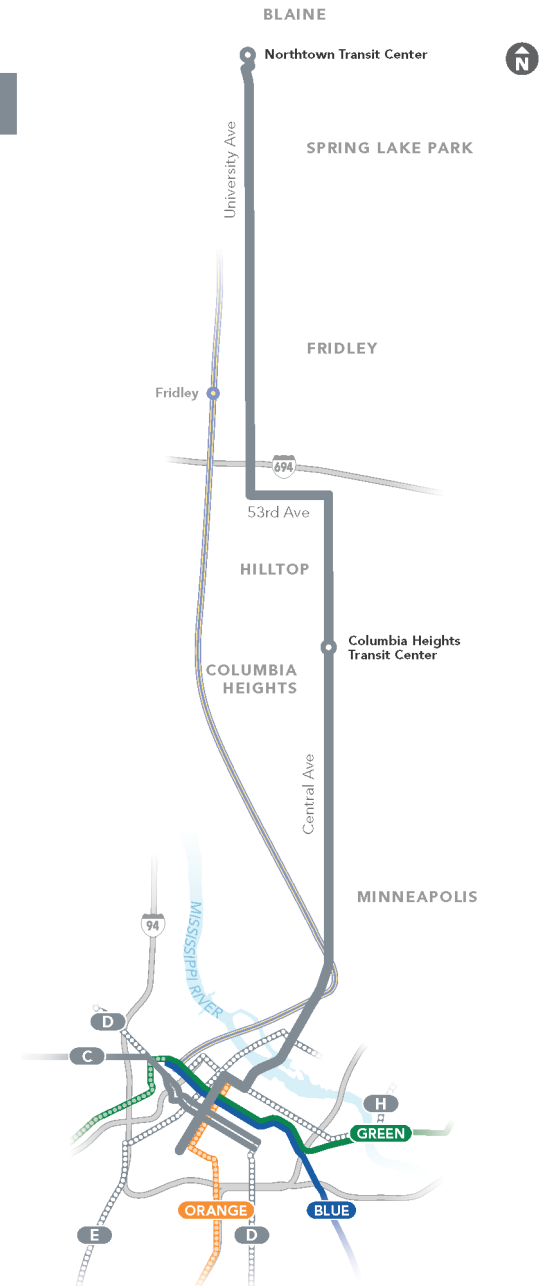 BLAINE
Northtown Transit Center
N
University Ave
SPRING LAKE PARK
FRIDLEY
Fridley
694
53rd Ave
HILLTOP
Columbia Heights
Transit Center
COLUMBIA
HEIGHTS
Central Ave
MINNEAPOLIS
94
MISSISSIPPI RIVER
D
C
H
GREEN
ORANGE
BLUE
E
D